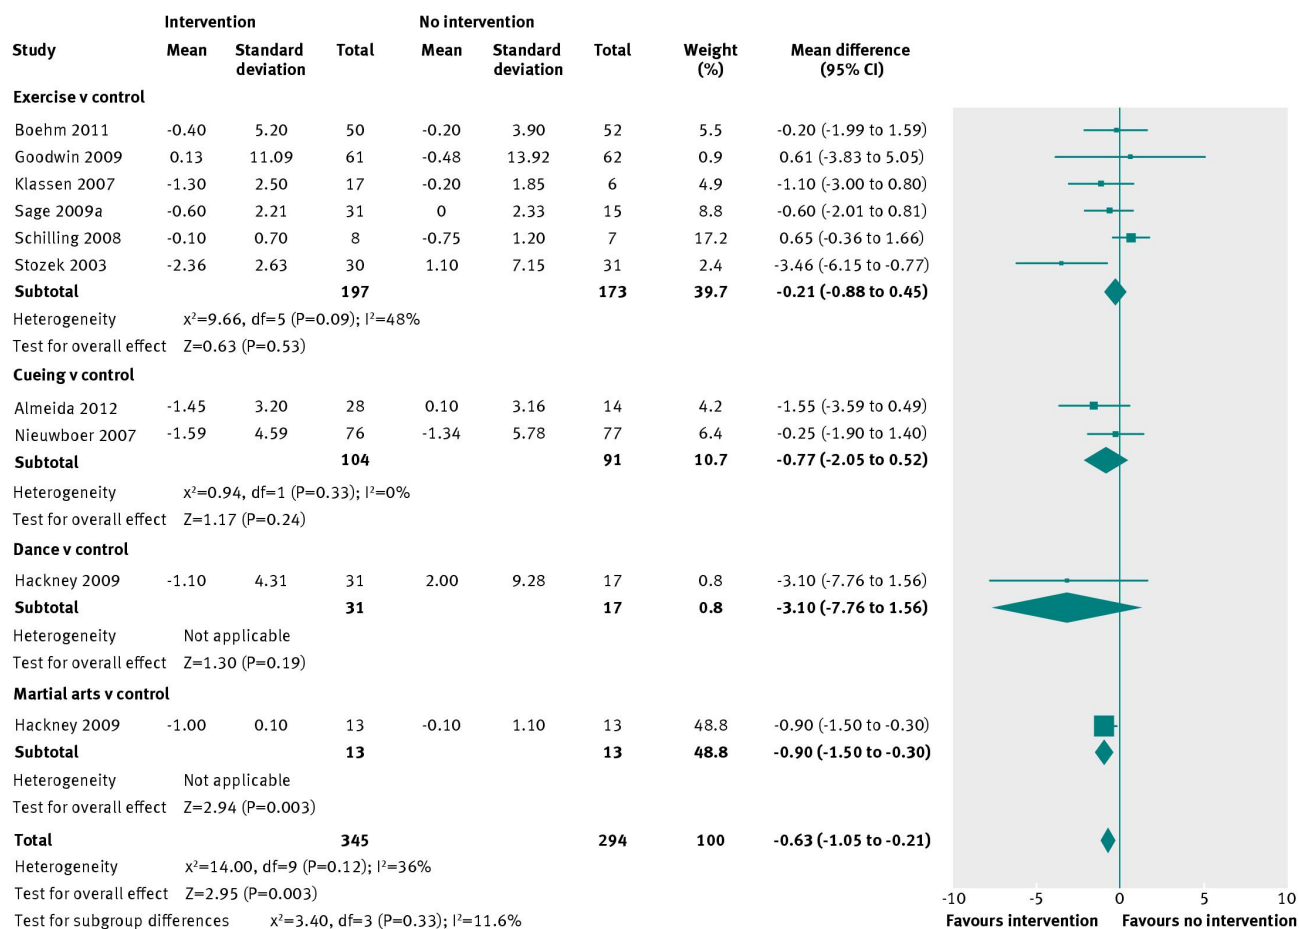 Intervention No intervention
Study Mean Standard deviation Total Mean Standard deviation Total Weight (%) Mean difference (95% CI)
Exercise v control
Boehm 2011 -0.40 5.20 50 -0.20 3.90 52 5.5 -0.20 (-1.99 to 1.59)
Goodwin 2009 0.13 11.09 61 -0.48 13.92 62 0.9 0.61 (-3.83 to 5.05)
Klassen 2007 -1.30 2.50 17 -0.20 1.85 6 4.9 -1.10 (-3.00 to 0.80)
Sage 2009a -0.60 2.21 31 0 2.33 15 8.8 -0.60 (-2.01 to 0.81)
Schilling 2008 -0.10 0.70 8 -0.75 1.20 7 17.2 0.65 (-0.36 to 1.66)
Stozek 2003 -2.36 2.63 30 1.10 7.15 31 2.4 -3.46 (-6.15 to -0.77)
Subtotal 197 173 39.7 -0.21 (-0.88 to 0.45)
Heterogeneity x²=9.66, df=5 (P=0.09); I²=48%
Test for overall effect Z=0.63 (P=0.53)
Cueing v control
Almeida 2012 -1.45 3.20 28 0.10 3.16 14 4.2 -1.55 (-3.59 to 0.49)
Nieuwboer 2007 -1.59 4.59 76 -1.34 5.78 77 6.4 -0.25 (-1.90 to 1.40)
Subtotal 104 91 10.7 -0.77 (-2.05 to 0.52)
Heterogeneity x²=0.94, df=1 (P=0.33); I²=0%
Test for overall effect Z=1.17 (P=0.24)
Dance v control
Hackney 2009 -1.10 4.31 31 2.00 9.28 17 0.8 -3.10 (-7.76 to 1.56)
Subtotal 31 17 0.8 -3.10 (-7.76 to 1.56)
Heterogeneity Not applicable
Test for overall effect Z=1.30 (P=0.19)
Martial arts v control
Hackney 2009 -1.00 0.10 13 -0.10 1.10 13 48.8 -0.90 (-1.50 to -0.30)
Subtotal 13 13 48.8 -0.90 (-1.50 to -0.30)
Heterogeneity Not applicable
Test for overall effect Z=2.94 (P=0.003)
Total 345 294 100 -0.63 (-1.05 to -0.21)
Heterogeneity x²=14.00, df=9 (P=0.12); I²=36%
Test for overall effect Z=2.95 (P=0.003)
Test for subgroup differences x²=3.40, df=3 (P=0.33); I²=11.6%
-10 -5 0 5 10
Favours intervention Favours no intervention